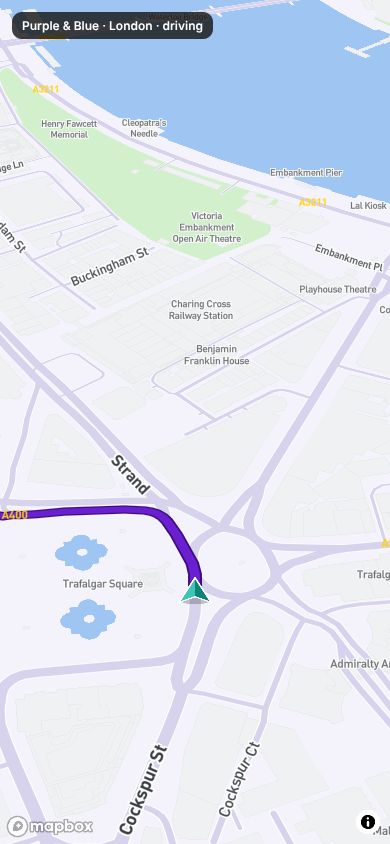 Purple & Blue · London · driving
A3211
Henry Fawcett
Memorial
Cleopatra's
Needle
Embankment Pier
A3211
Lal Kiosk
Victoria
Embankment
Open Air Theatre
Embankment Pl
Buckingham St
Playhouse Theatre
Charing Cross
Railway Station
Benjamin
Franklin House
Strand
A400
Trafalgar Square
Trafalg
Admiralty Ar
Cockspur St
Cockspur Ct
mapbox
Mal